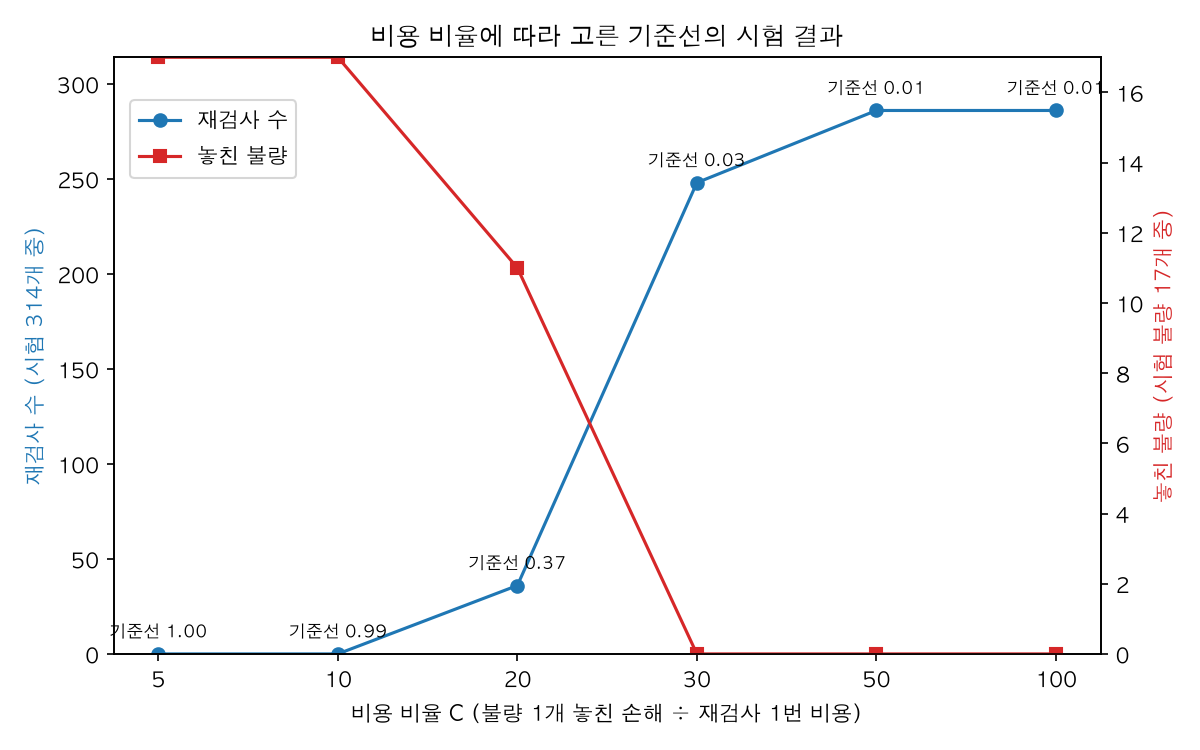 비용 비율에 따라 고른 기준선의 시험 결과
재검사 수 (시험 314개 중)
300
250
200
150
100
50
0
재검사 수
놓친 불량
기준선 1.00
기준선 0.99
기준선 0.37
기준선 0.03
기준선 0.01
기준선 0.01
16
14
12
10
8
6
4
2
0
놓친 불량 (시험 불량 17개 중)
5 10 20 30 50 100
비용 비율 C (불량 1개 놓친 손해 ÷ 재검사 1번 비용)